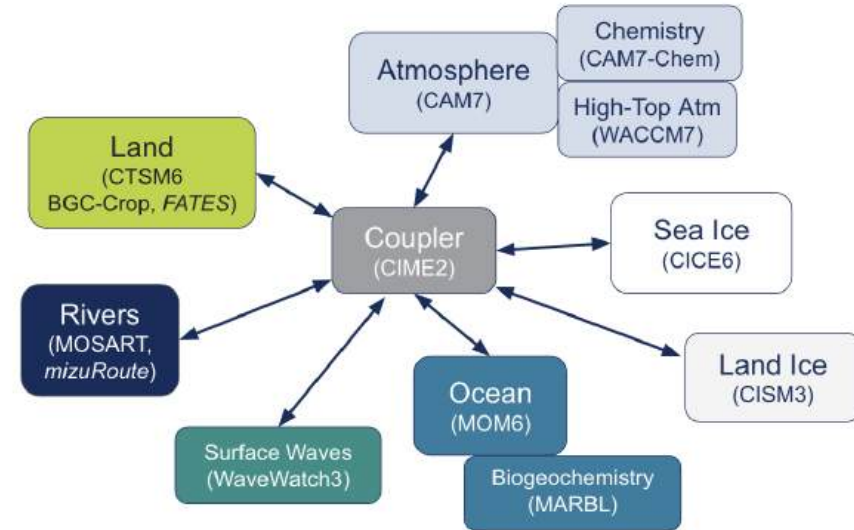 Chemistry
(CAM7-Chem)
Atmosphere
(CAM7)
High-Top Atm
(WACCM7)
Land
(CTSM6
BGC-Crop, FATES)
Coupler
(CIME2)
Sea Ice
(CICE6)
Rivers
(MOSART,
mizuRoute)
Land Ice
(CISM3)
Ocean
(MOM6)
Surface Waves
(WaveWatch3)
Biogeochemistry
(MARBL)